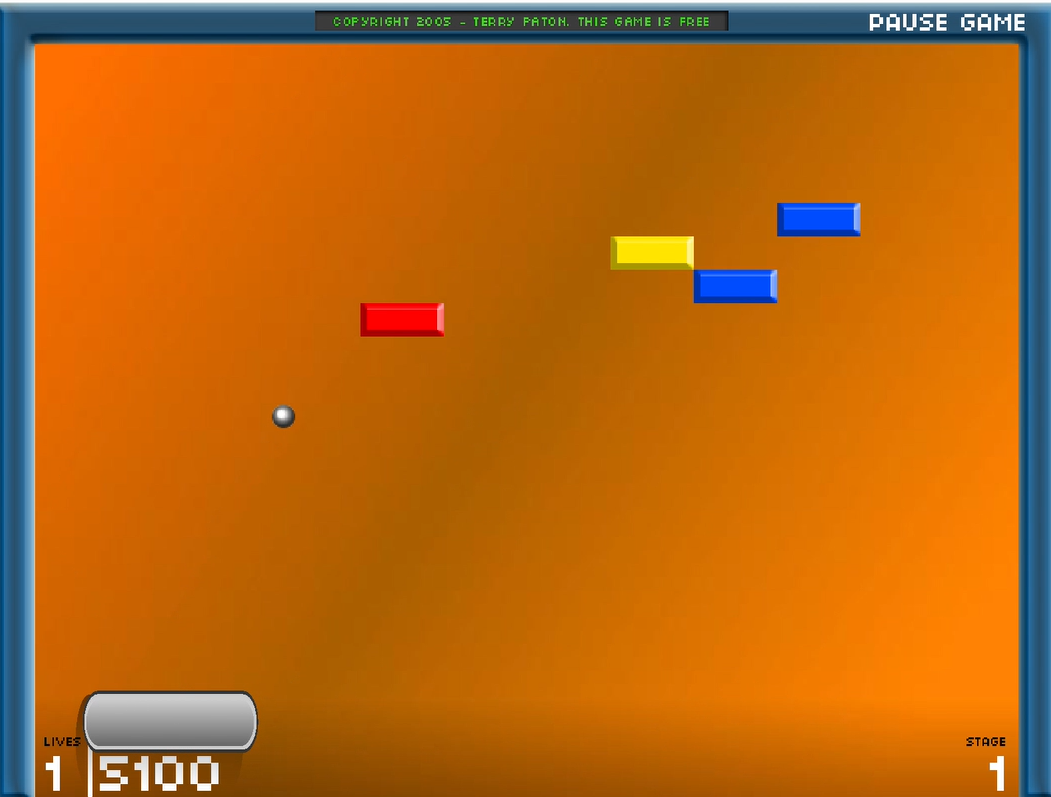 COPYRIGHT 2005 - TERRY PATON. THIS GAME IS FREE
PAUSE GAME
LIVES
1
5100
STAGE
1